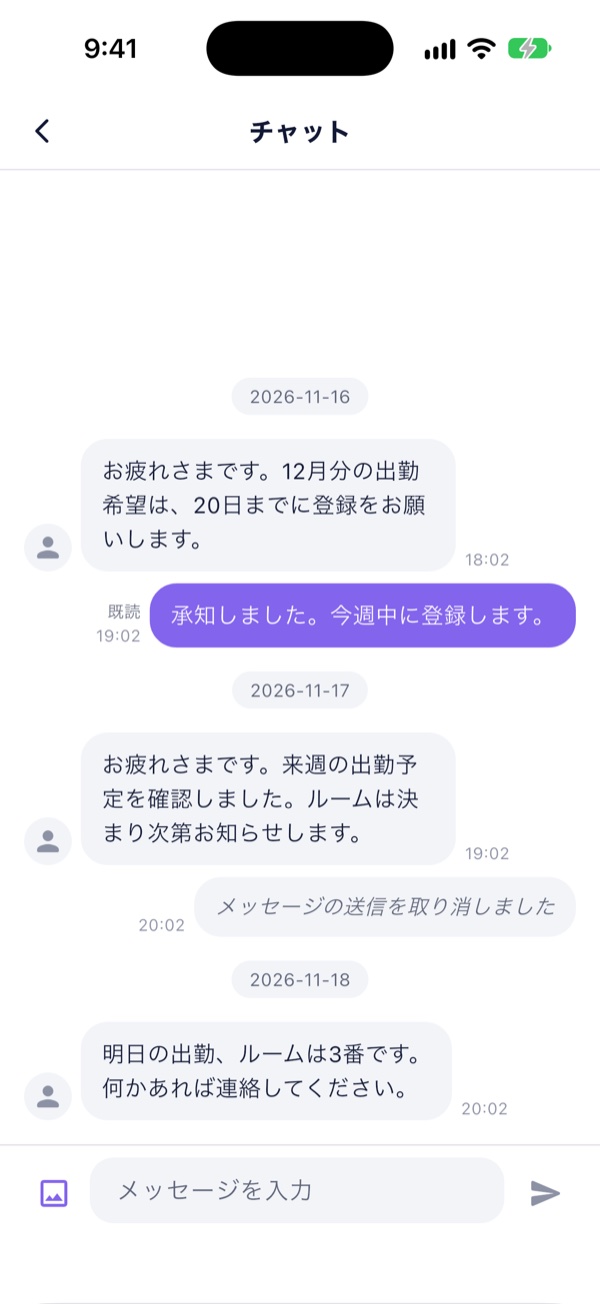 9:41
チャット
2026-11-16
お疲れさまです。12月分の出勤
希望は、20日までに登録をお願
いします。
18:02
既読
19:02
承知しました。今週中に登録します。
2026-11-17
お疲れさまです。来週の出勤予
定を確認しました。ルームは決
まり次第お知らせします。
19:02
メッセージの送信を取り消しました
20:02
2026-11-18
明日の出勤、ルームは3番です。
何かあれば連絡してください。
20:02
メッセージを入力